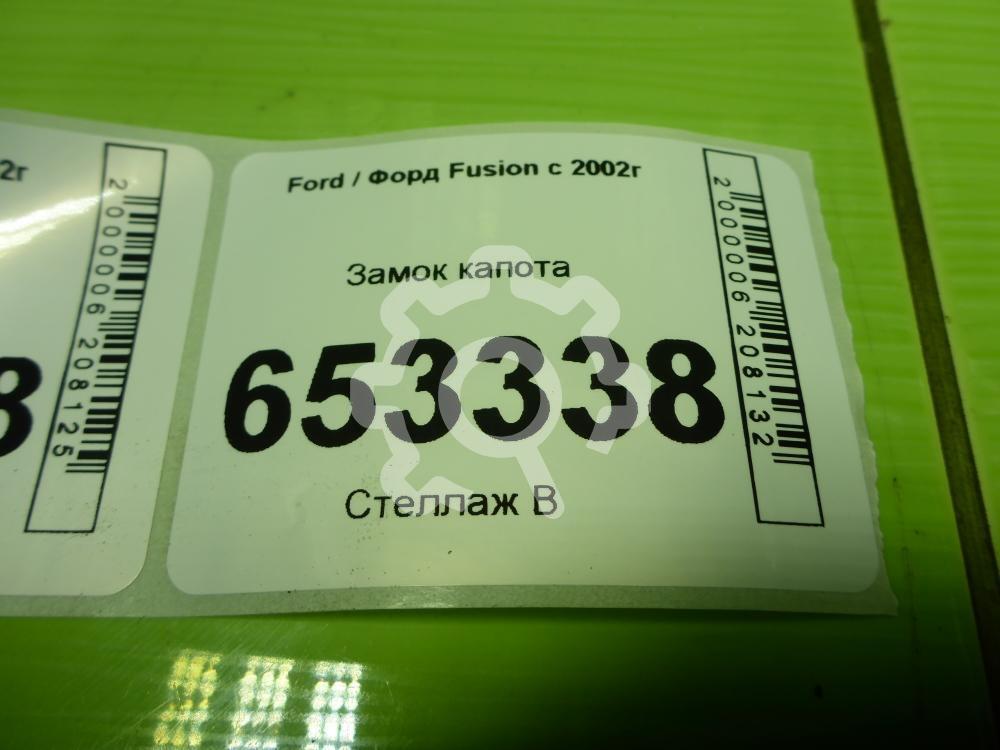 2г
2000006208125
8
Ford / Форд Fusion с 2002г
Замок капота
653338
Стеллаж В
2000006208132